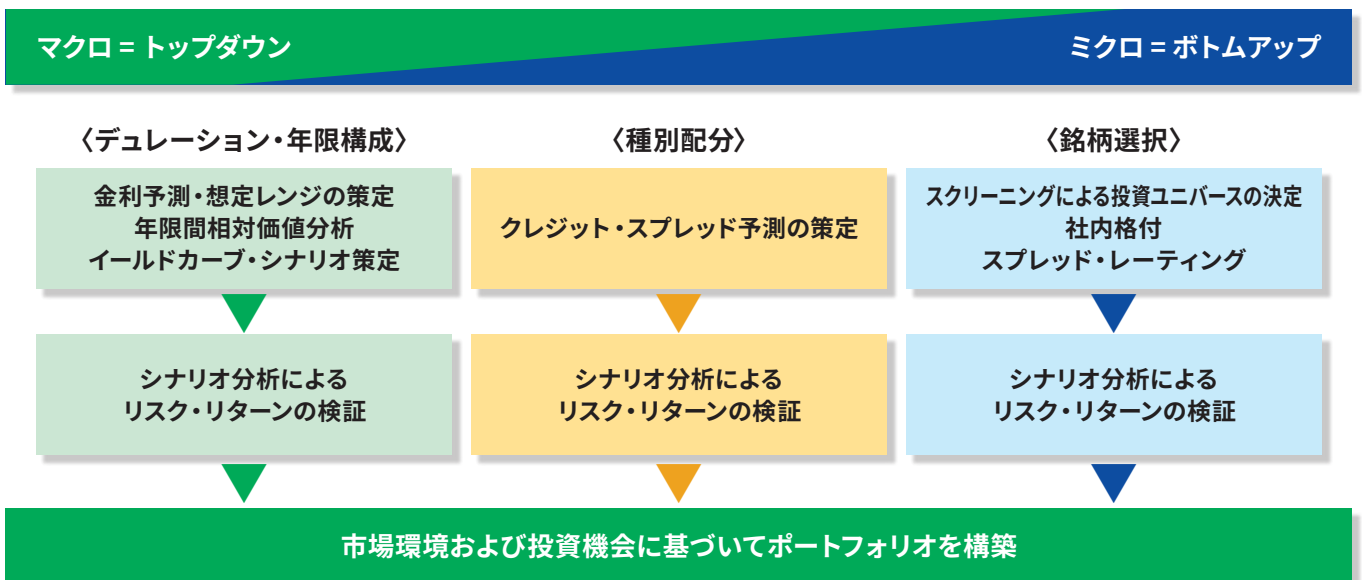 マクロ = トップダウン
ミクロ = ボトムアップ
〈デュレーション・年限構成〉
金利予測・想定レンジの策定
年限間相対価値分析
イールドカーブ・シナリオ策定
シナリオ分析による
リスク・リターンの検証
〈種別配分〉
クレジット・スプレッド予測の策定
シナリオ分析による
リスク・リターンの検証
〈銘柄選択〉
スクリーニングによる投資ユニバースの決定
社内格付
スプレッド・レーティング
シナリオ分析による
リスク・リターンの検証
市場環境および投資機会に基づいてポートフォリオを構築